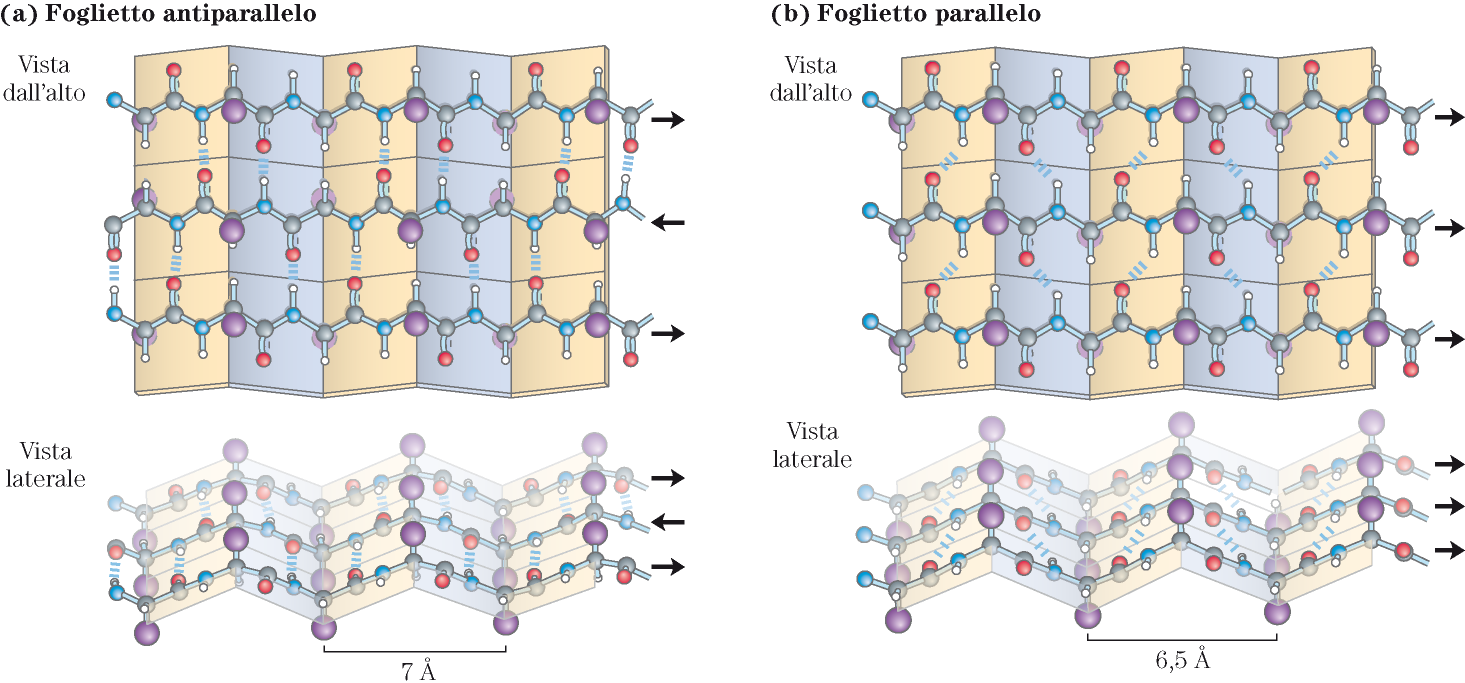 (a) Foglietto antiparallelo
Vista
dall'alto
Vista
laterale
7 Å
(b) Foglietto parallelo
Vista
dall'alto
Vista
laterale
6,5 Å